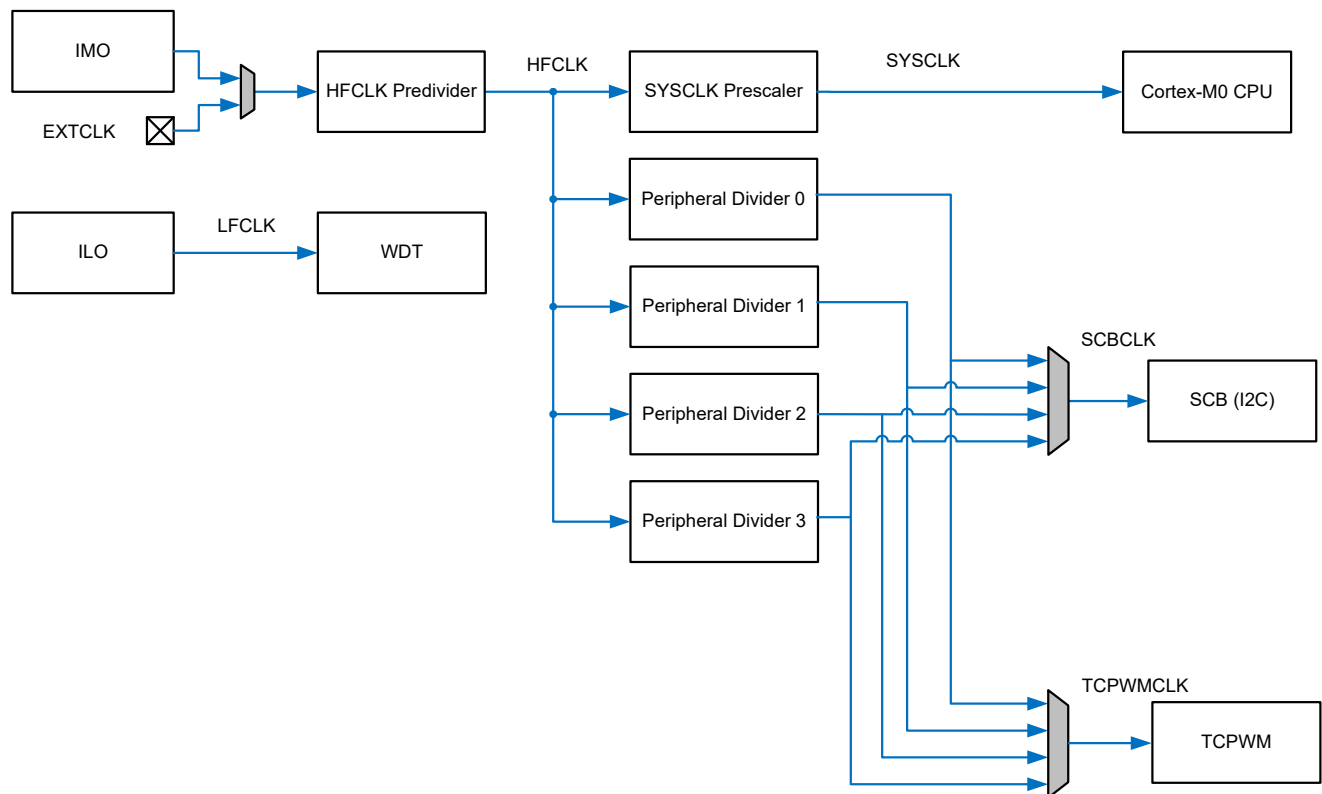 IMO
HFCLK
SYSCLK
HFCLK Predivider
SYSCLK Prescaler
Cortex-M0 CPU
EXTCLK
Peripheral Divider 0
LFCLK
ILO
WDT
Peripheral Divider 1
SCBCLK
SCB (I2C)
Peripheral Divider 2
Peripheral Divider 3
TCPWMCLK
TCPWM